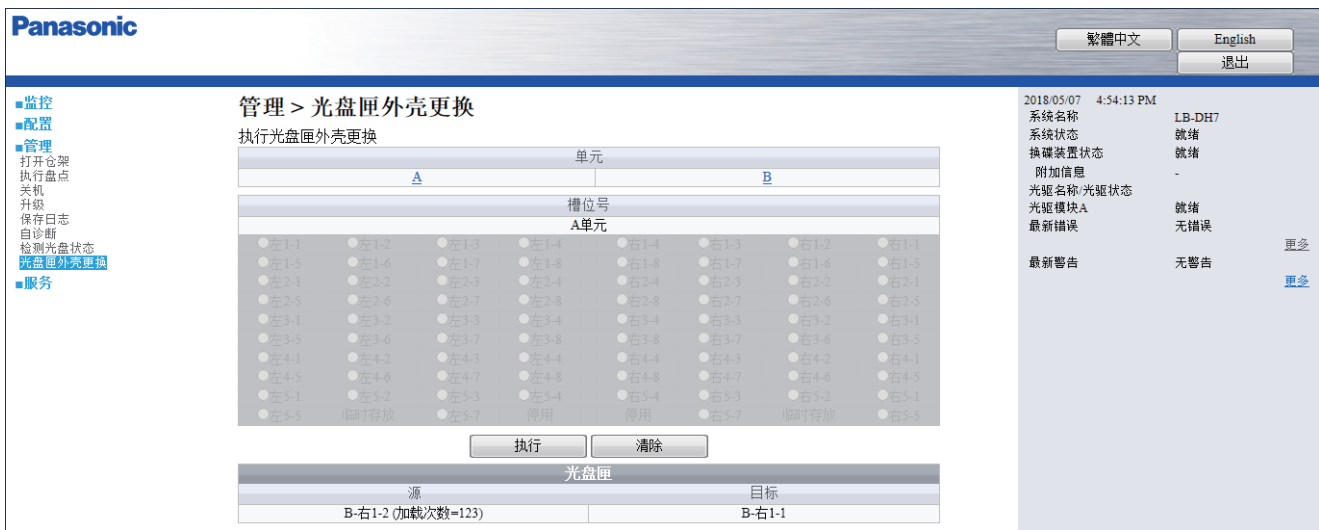 Panasonic
繁體中文 English
退出
■监控
■配置
■管理
打开仓架
执行盘点
关机
升级
保存日志
自诊断
检测光盘状态
光盘匣外壳更换
■服务
管理 > 光盘匣外壳更换
执行光盘匣外壳更换
单元
A B
槽位号
A单元
左1-1 左1-2 左1-3 左1-4 右1-4 右1-3 右1-2 右1-1
左1-5 左1-6 左1-7 左1-8 右1-8 右1-7 右1-6 右1-5
左2-1 左2-2 左2-3 左2-4 右2-4 右2-3 右2-2 右2-1
左2-5 左2-6 左2-7 左2-8 右2-8 右2-7 右2-6 右2-5
左3-1 左3-2 左3-3 左3-4 右3-4 右3-3 右3-2 右3-1
左3-5 左3-6 左3-7 左3-8 右3-8 右3-7 右3-6 右3-5
左4-1 左4-2 左4-3 左4-4 右4-4 右4-3 右4-2 右4-1
左4-5 左4-6 左4-7 左4-8 右4-8 右4-7 右4-6 右4-5
左5-1 左5-2 左5-3 左5-4 右5-4 右5-3 右5-2 右5-1
左5-5 临时存放 左5-7 停用 停用 右5-7 临时存放 右5-5
执行 清除
光盘匣
源 目标
B-右1-2 (加载次数=123) B-右1-1
2018/05/07 4:54:13 PM
系统名称 LB-DH7
系统状态 就绪
换碟装置状态 就绪
附加信息 -
光驱名称/光驱状态
光驱模块A 就绪
最新错误 无错误
更多
最新警告 无警告
更多